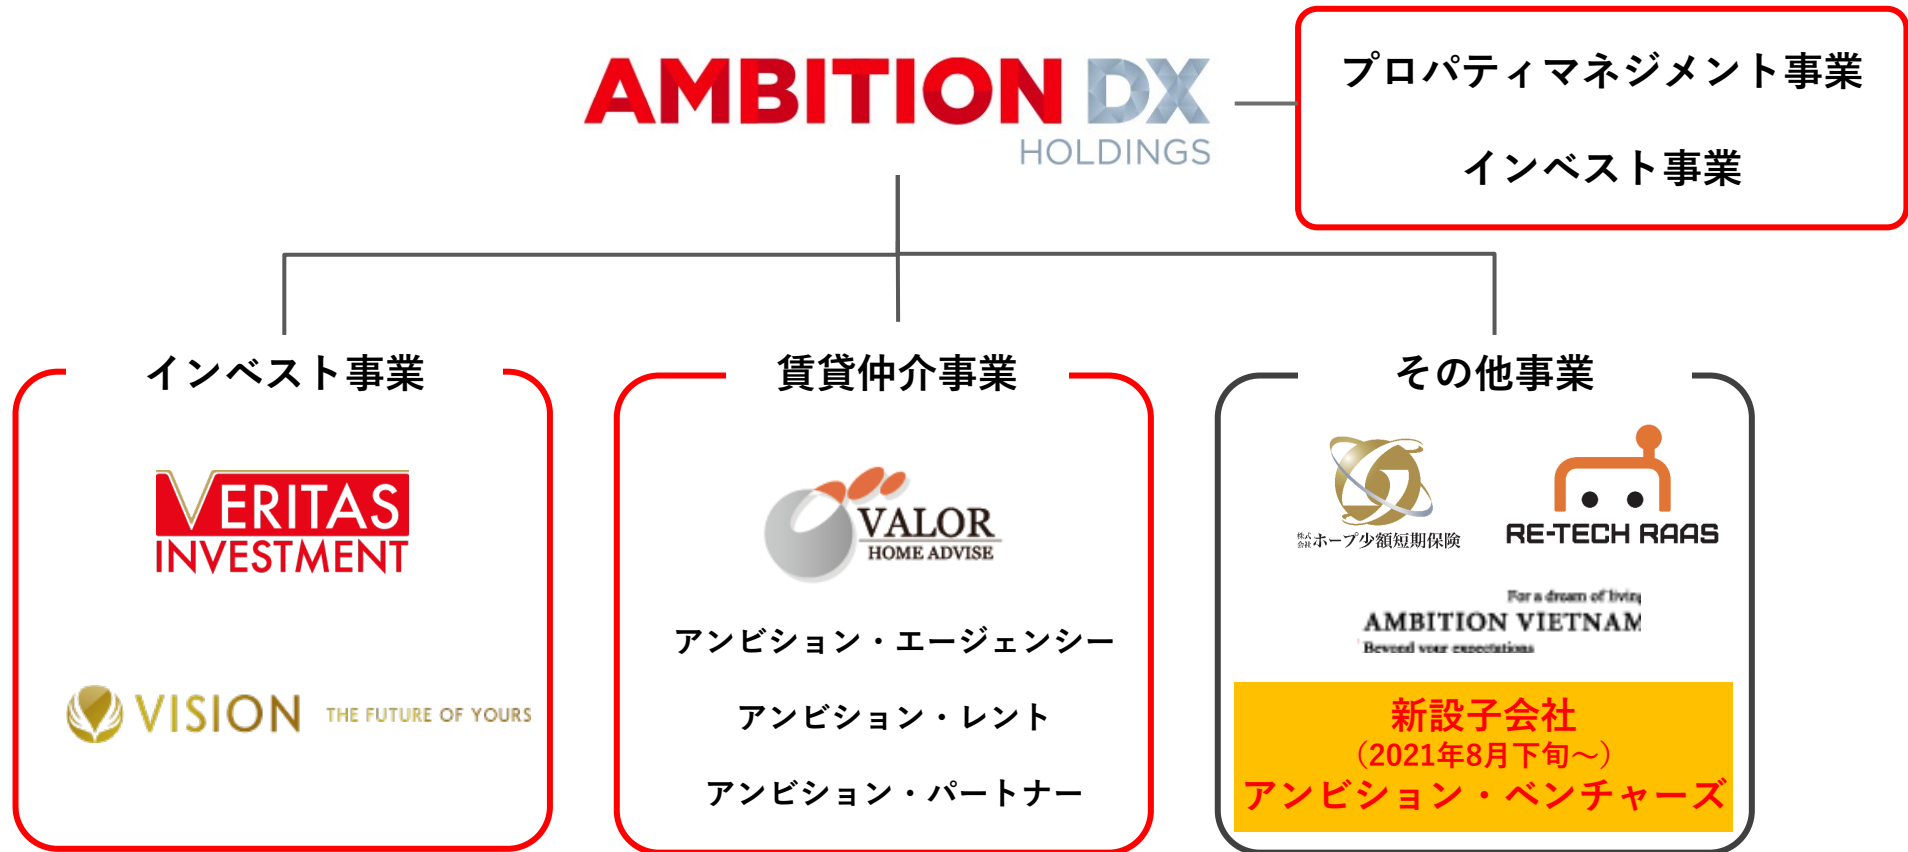 AMBITION DX
HOLDINGS
プロパティマネジメント事業
インベスト事業
インベスト事業
VERITAS
INVESTMENT
VISION THE FUTURE OF YOURS
賃貸仲介事業
VALOR
HOME ADVISE
アンビション・エージェンシー
アンビション・レント
アンビション・パートナー
その他事業
株式会社ホープ少額短期保険
RE-TECH RAAS
For a dream of living
AMBITION VIETNAM
Beyond your expectations
新設子会社
（2021年8月下旬～）
アンビション・ベンチャーズ